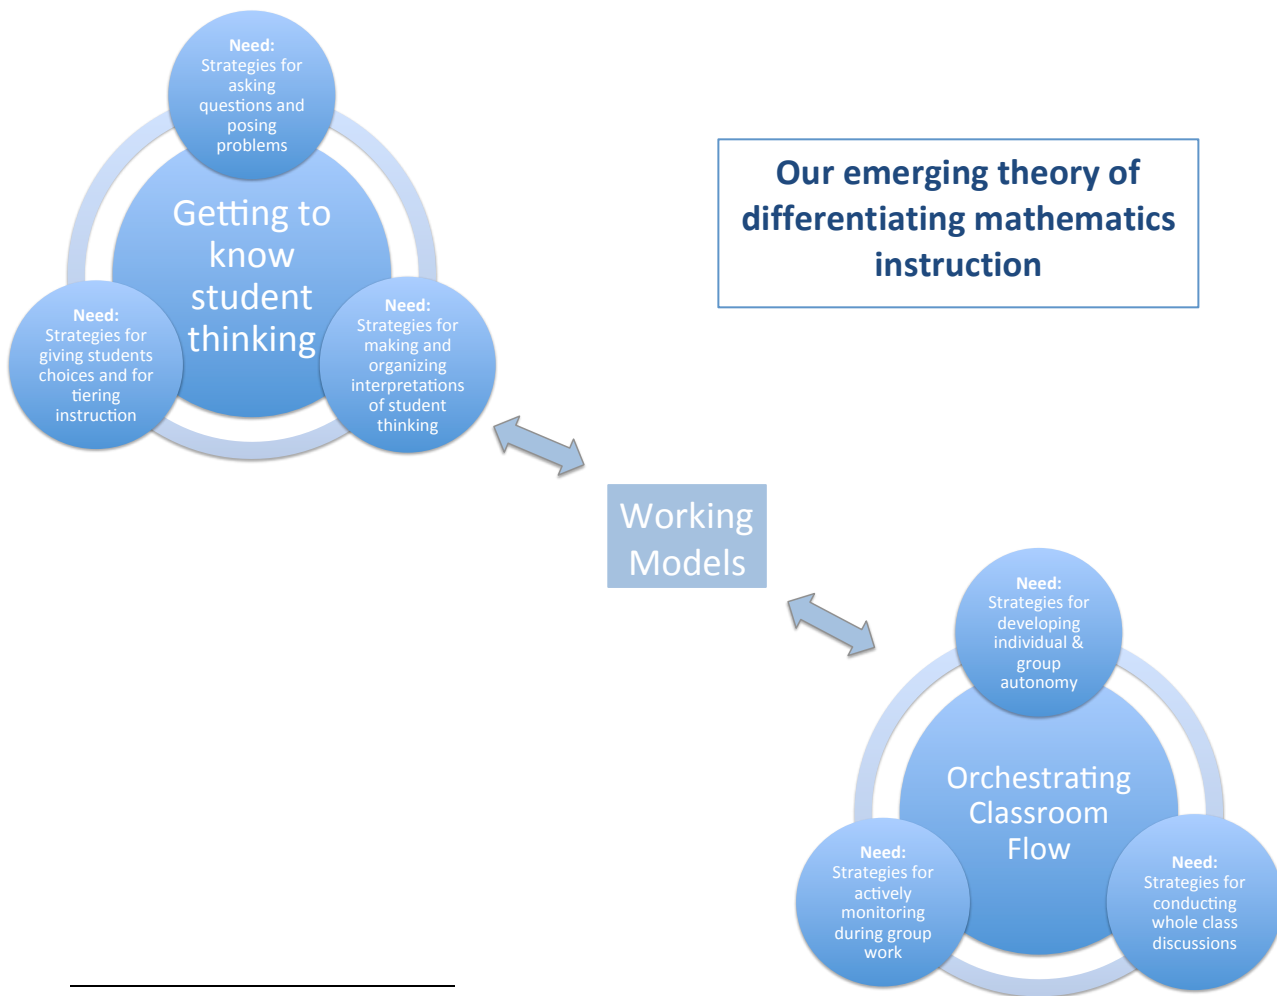 Need:
Strategies for
asking
questions and
posing
problems
Getting to
know
student
thinking
Need:
Strategies for
giving students
choices and for
tiering
instruction
Need:
Strategies for
making and
organizing
interpretations
of student
thinking
Our emerging theory of
differentiating mathematics
instruction
Working
Models
Need:
Strategies for
developing
individual &
group
autonomy
Orchestrating
Classroom
Flow
Need:
Strategies for
actively
monitoring
during group
work
Need:
Strategies for
conducting
whole class
discussions